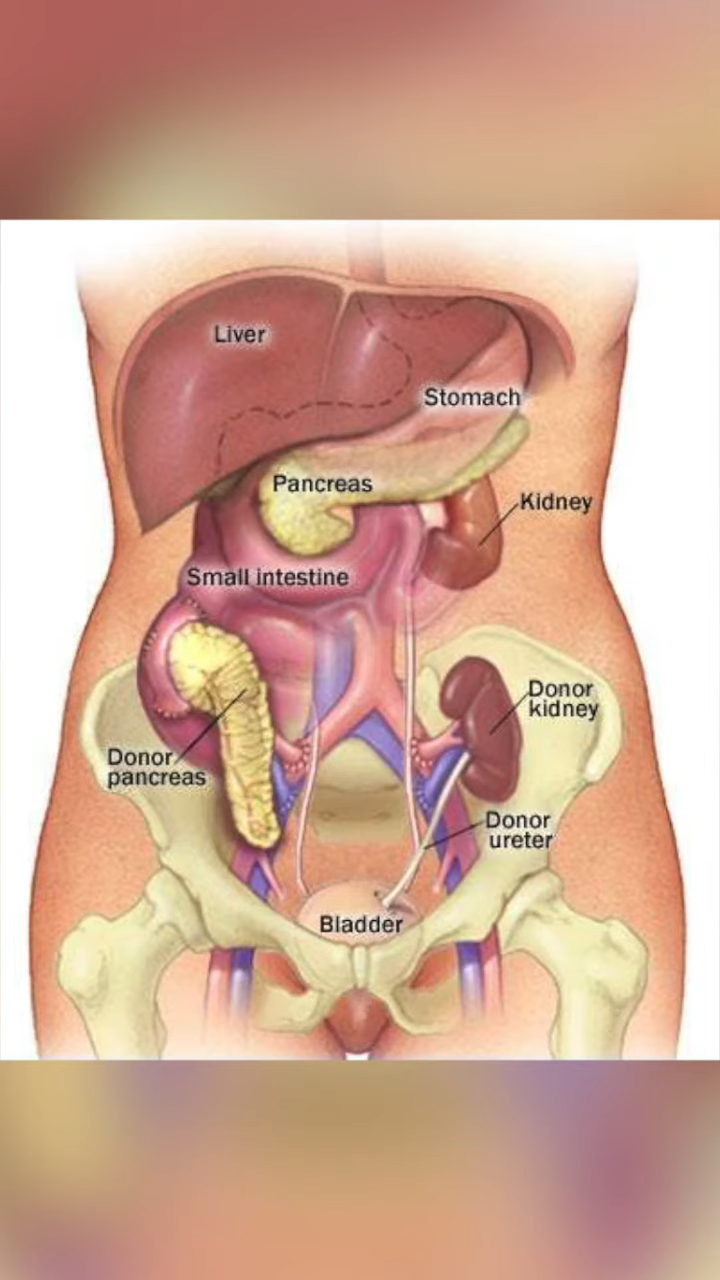 Liver
Stomach
Pancreas
Kidney
Small intestine
Donor
kidney
Donor
pancreas
Donor
ureter
Bladder